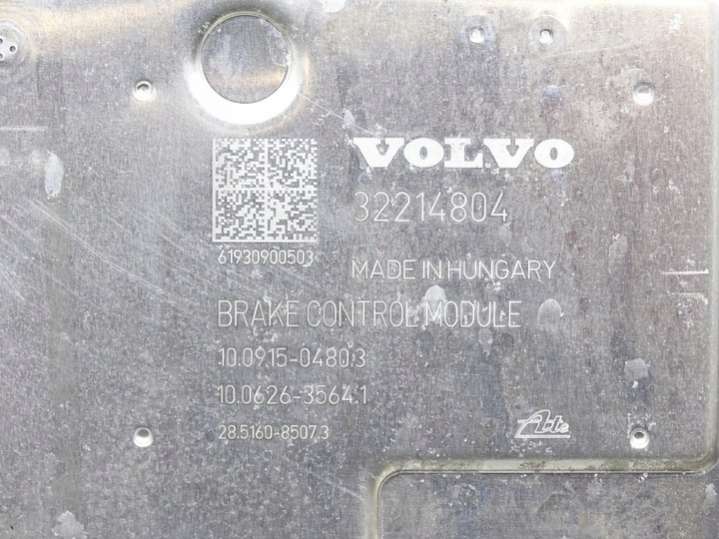 VOLVO
32214804
61930900503
MADE IN HUNGARY
BRAKE CONTROL MODULE
10.0915-0480.3
10.0626-3564.1
28.5160-8507.3
Ate